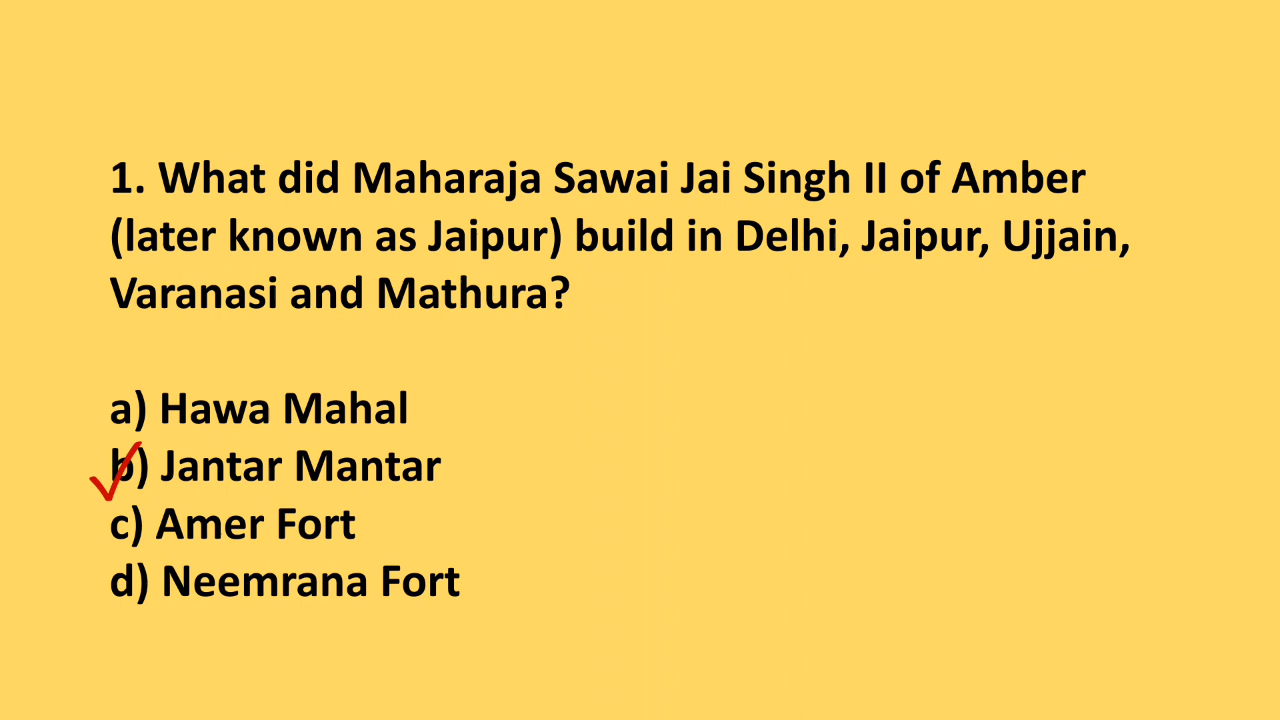 1. What did Maharaja Sawai Jai Singh II of Amber
(later known as Jaipur) build in Delhi, Jaipur, Ujjain,
Varanasi and Mathura?
a) Hawa Mahal
b) Jantar Mantar
c) Amer Fort
d) Neemrana Fort